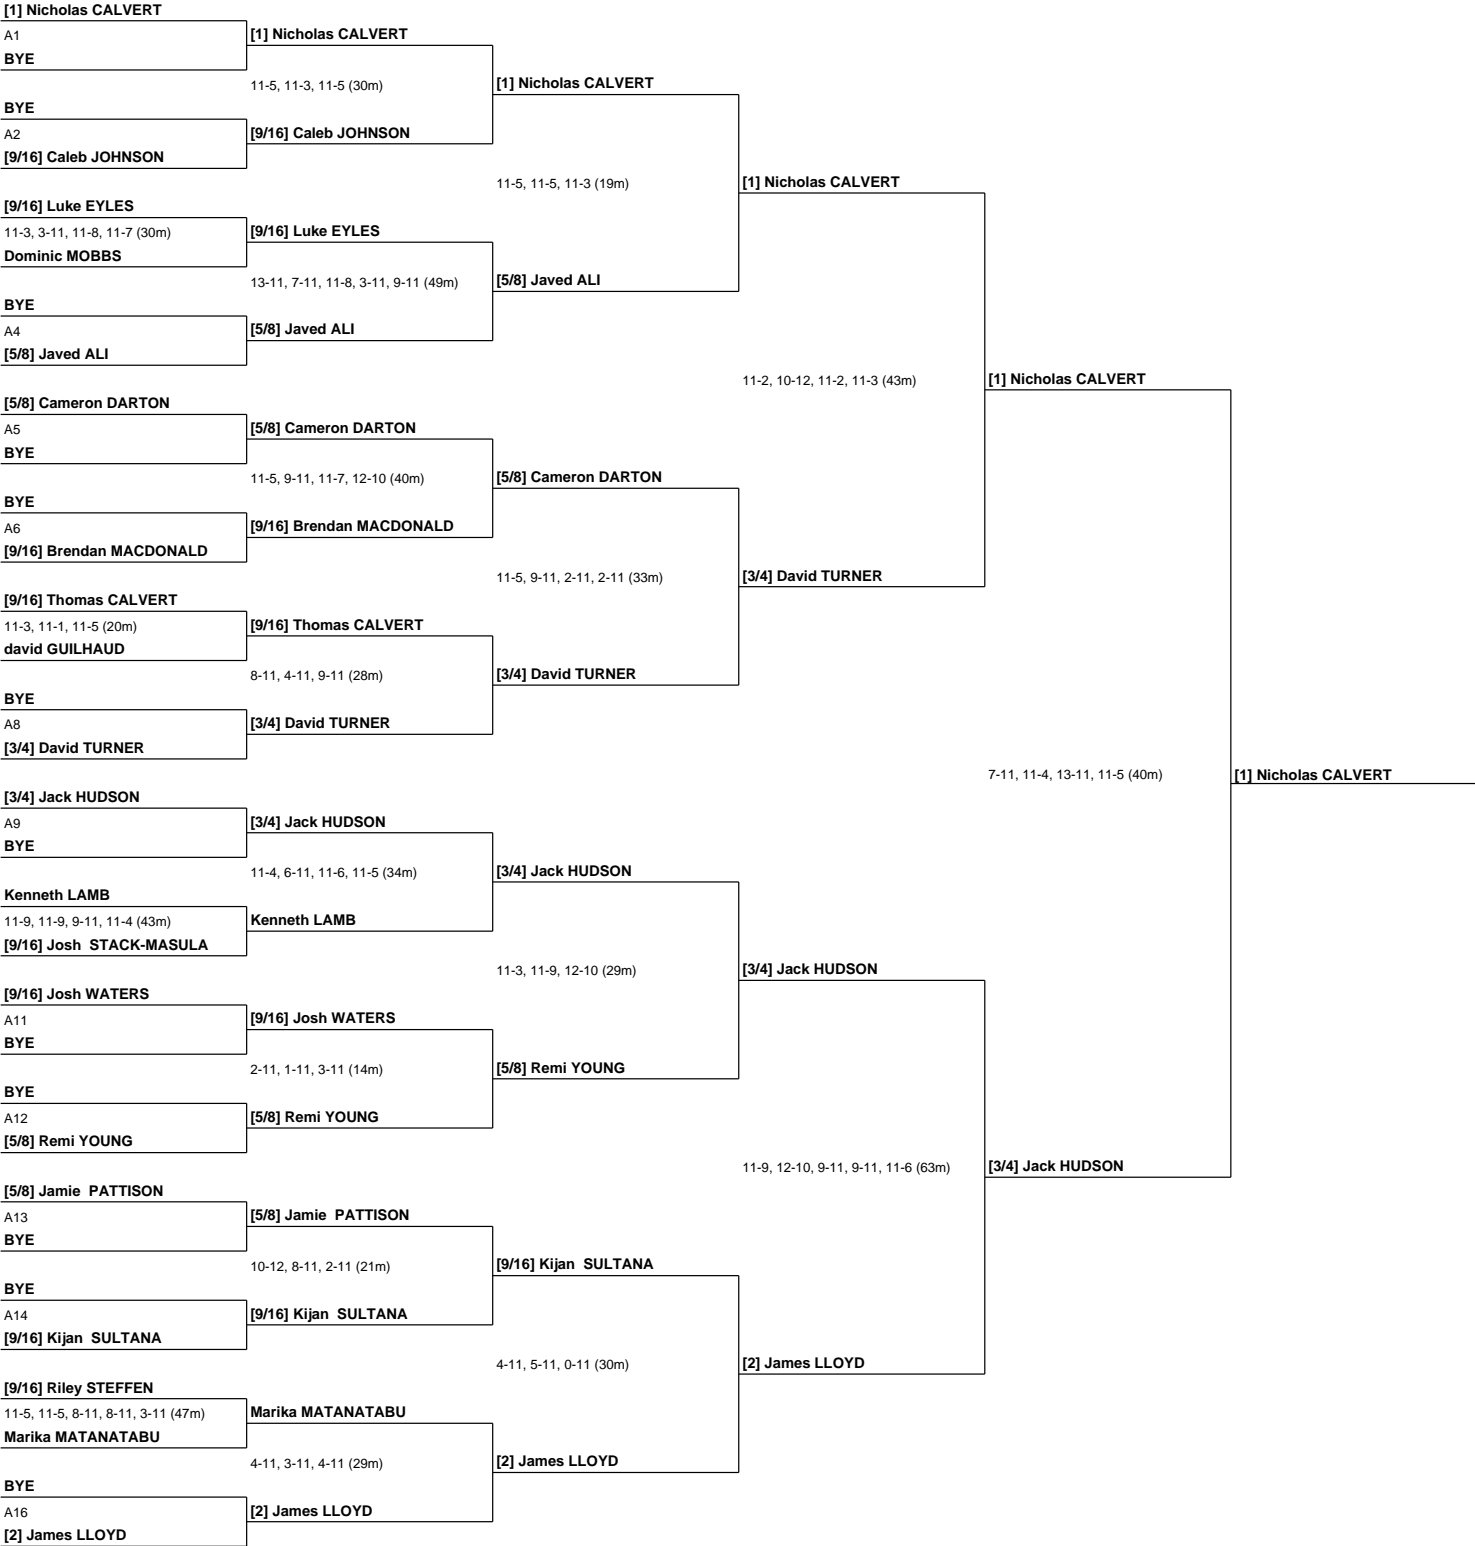 [1] Nicholas CALVERT
A1
BYE
BYE
A2
[9/16] Caleb JOHNSON
[9/16] Luke EYLES
11-3, 3-11, 11-8, 11-7 (30m)
Dominic MOBBS
BYE
A4
[5/8] Javed ALI
[5/8] Cameron DARTON
A5
BYE
BYE
A6
[9/16] Brendan MACDONALD
[9/16] Thomas CALVERT
11-3, 11-1, 11-5 (20m)
david GUILHAUD
BYE
A8
[3/4] David TURNER
[3/4] Jack HUDSON
A9
BYE
Kenneth LAMB
11-9, 11-9, 9-11, 11-4 (43m)
[9/16] Josh  STACK-MASULA
[9/16] Josh WATERS
A11
BYE
BYE
A12
[5/8] Remi YOUNG
[5/8] Jamie  PATTISON
A13
BYE
BYE
A14
[9/16] Kijan  SULTANA
[9/16] Riley STEFFEN
11-5, 11-5, 8-11, 8-11, 3-11 (47m)
Marika MATANATABU
BYE
A16
[2] James LLOYD
[1] Nicholas CALVERT
11-5, 11-3, 11-5 (30m)
[9/16] Caleb JOHNSON
[9/16] Luke EYLES
13-11, 7-11, 11-8, 3-11, 9-11 (49m)
[5/8] Javed ALI
[5/8] Cameron DARTON
11-5, 9-11, 11-7, 12-10 (40m)
[9/16] Brendan MACDONALD
[9/16] Thomas CALVERT
8-11, 4-11, 9-11 (28m)
[3/4] David TURNER
[3/4] Jack HUDSON
11-4, 6-11, 11-6, 11-5 (34m)
Kenneth LAMB
[9/16] Josh WATERS
2-11, 1-11, 3-11 (14m)
[5/8] Remi YOUNG
[5/8] Jamie  PATTISON
10-12, 8-11, 2-11 (21m)
[9/16] Kijan  SULTANA
Marika MATANATABU
4-11, 3-11, 4-11 (29m)
[2] James LLOYD
[1] Nicholas CALVERT
11-5, 11-5, 11-3 (19m)
[5/8] Javed ALI
[5/8] Cameron DARTON
11-5, 9-11, 2-11, 2-11 (33m)
[3/4] David TURNER
[3/4] Jack HUDSON
11-3, 11-9, 12-10 (29m)
[5/8] Remi YOUNG
[9/16] Kijan  SULTANA
4-11, 5-11, 0-11 (30m)
[2] James LLOYD
[1] Nicholas CALVERT
11-2, 10-12, 11-2, 11-3 (43m)
[3/4] David TURNER
[3/4] Jack HUDSON
11-9, 12-10, 9-11, 9-11, 11-6 (63m)
[2] James LLOYD
[1] Nicholas CALVERT
7-11, 11-4, 13-11, 11-5 (40m)
[3/4] Jack HUDSON
[1] Nicholas CALVERT